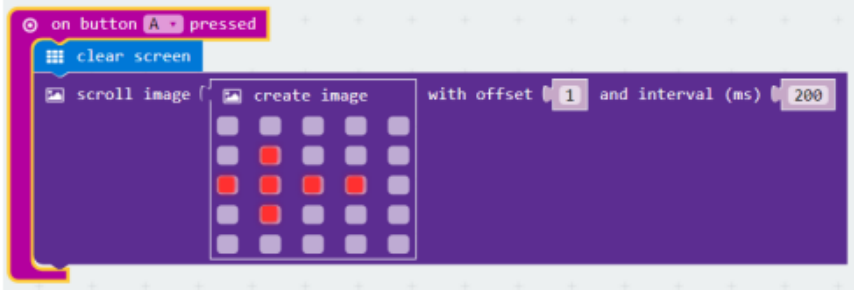 on button A pressed
clear screen
scroll image create image with offset 1 and interval (ms) 200